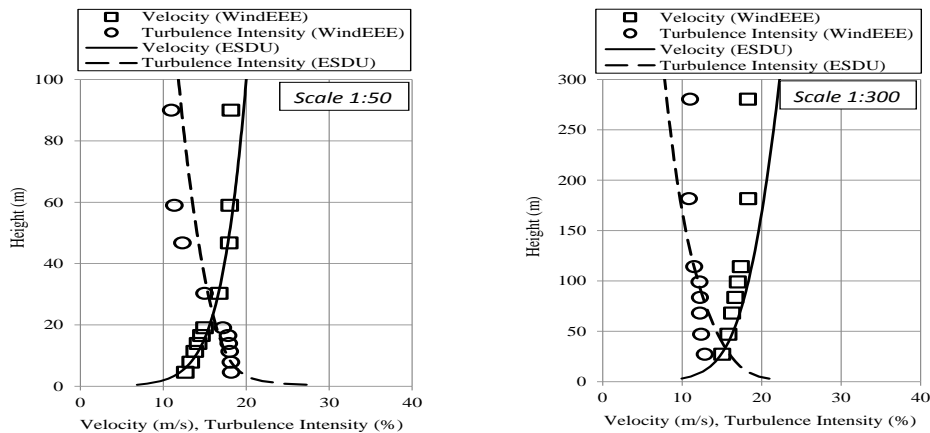 Velocity (WindEEE)
Turbulence Intensity (WindEEE)
Velocity (ESDU)
Turbulence Intensity (ESDU)
Scale 1:50
100
80
60
40
20
0
Height (m)
0 10 20 30 40
Velocity (m/s), Turbulence Intensity (%)
Velocity (WindEEE)
Turbulence Intensity (WindEEE)
Velocity (ESDU)
Turbulence Intensity (ESDU)
Scale 1:300
300
250
200
150
100
50
0
Height (m)
0 10 20 30 40
Velocity (m/s), Turbulence Intensity (%)